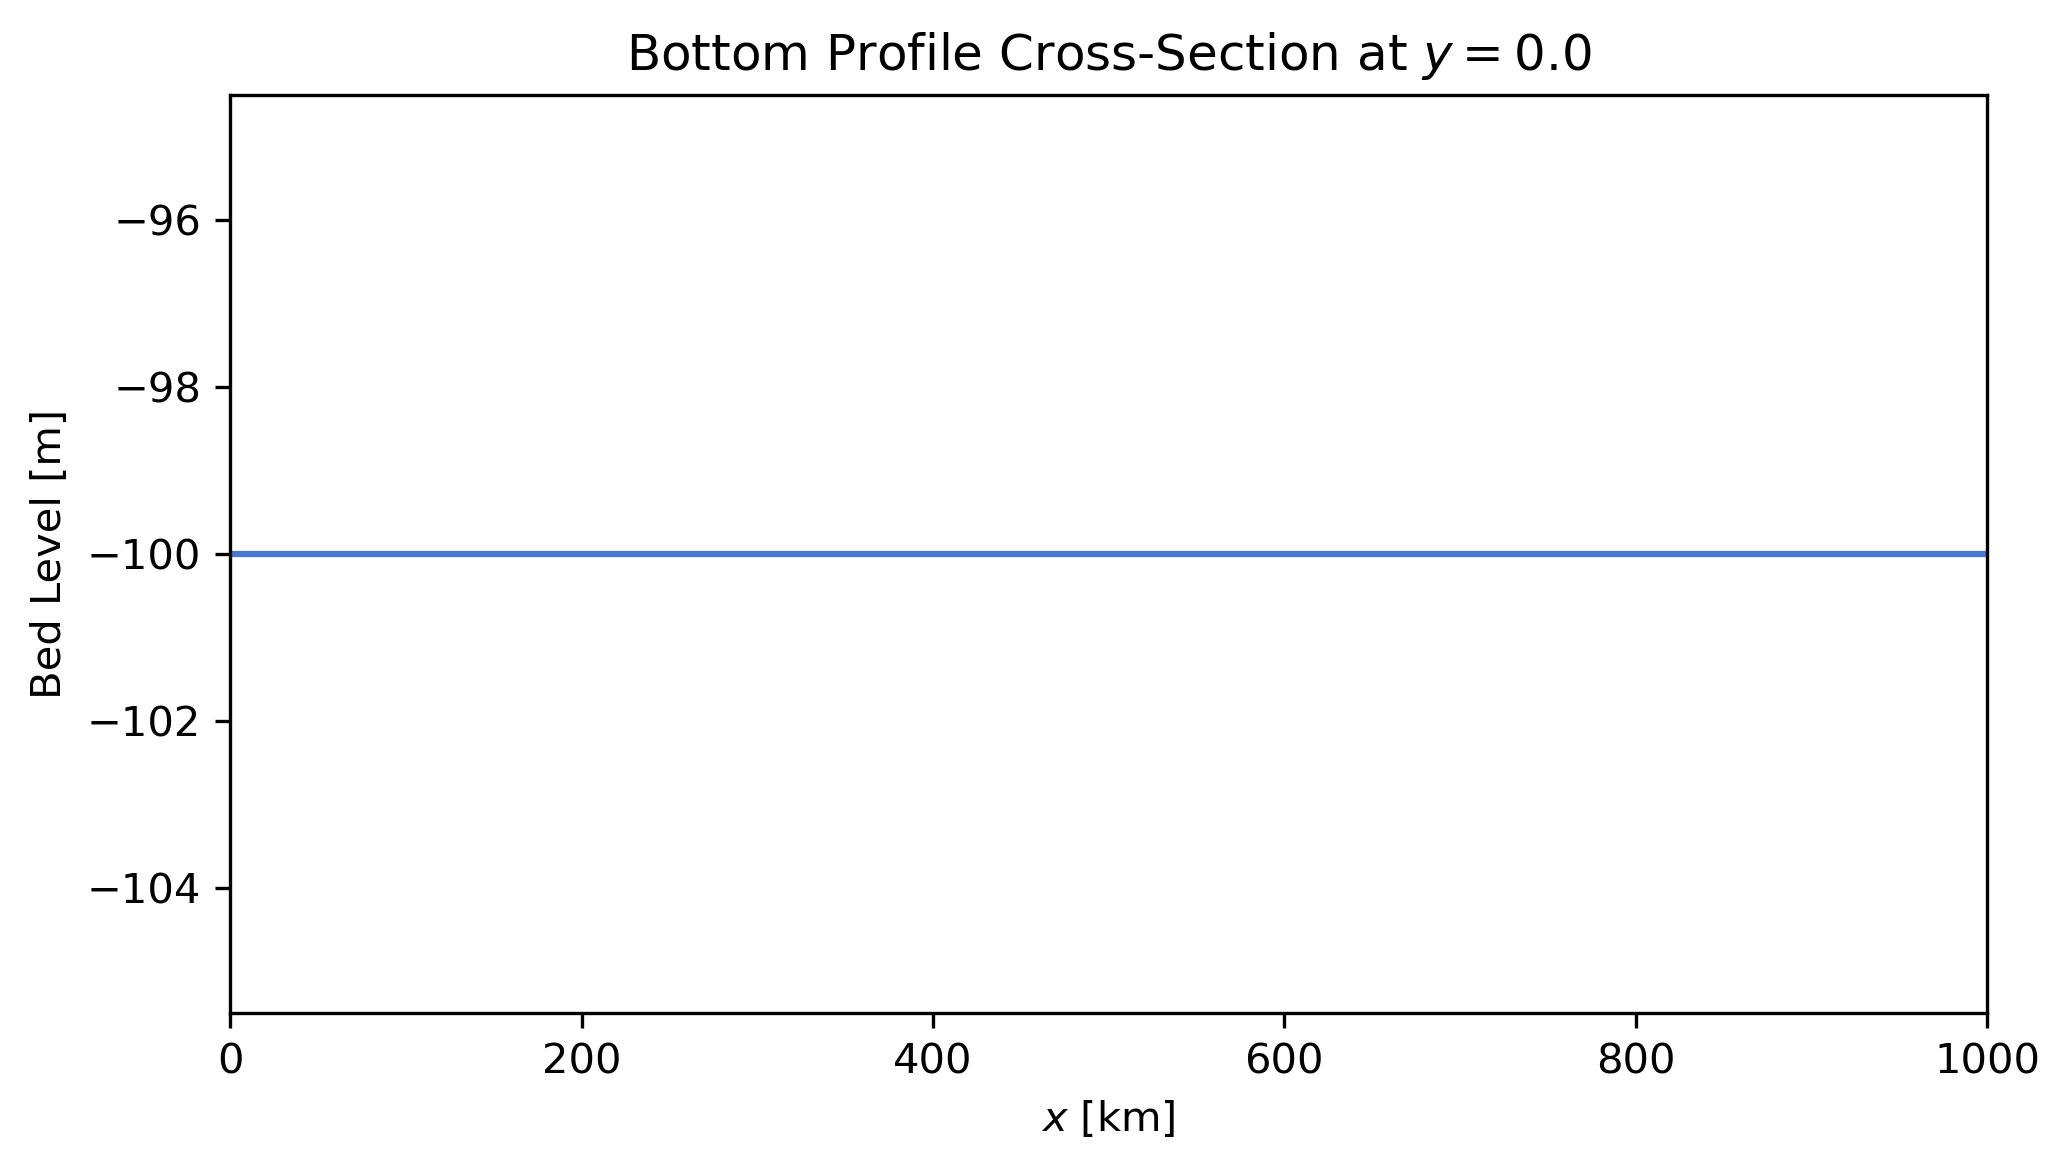 Bottom Profile Cross-Section at y = 0.0
Bed Level [m]
−96
−98
−100
−102
−104
0 200 400 600 800 1000
x [km]